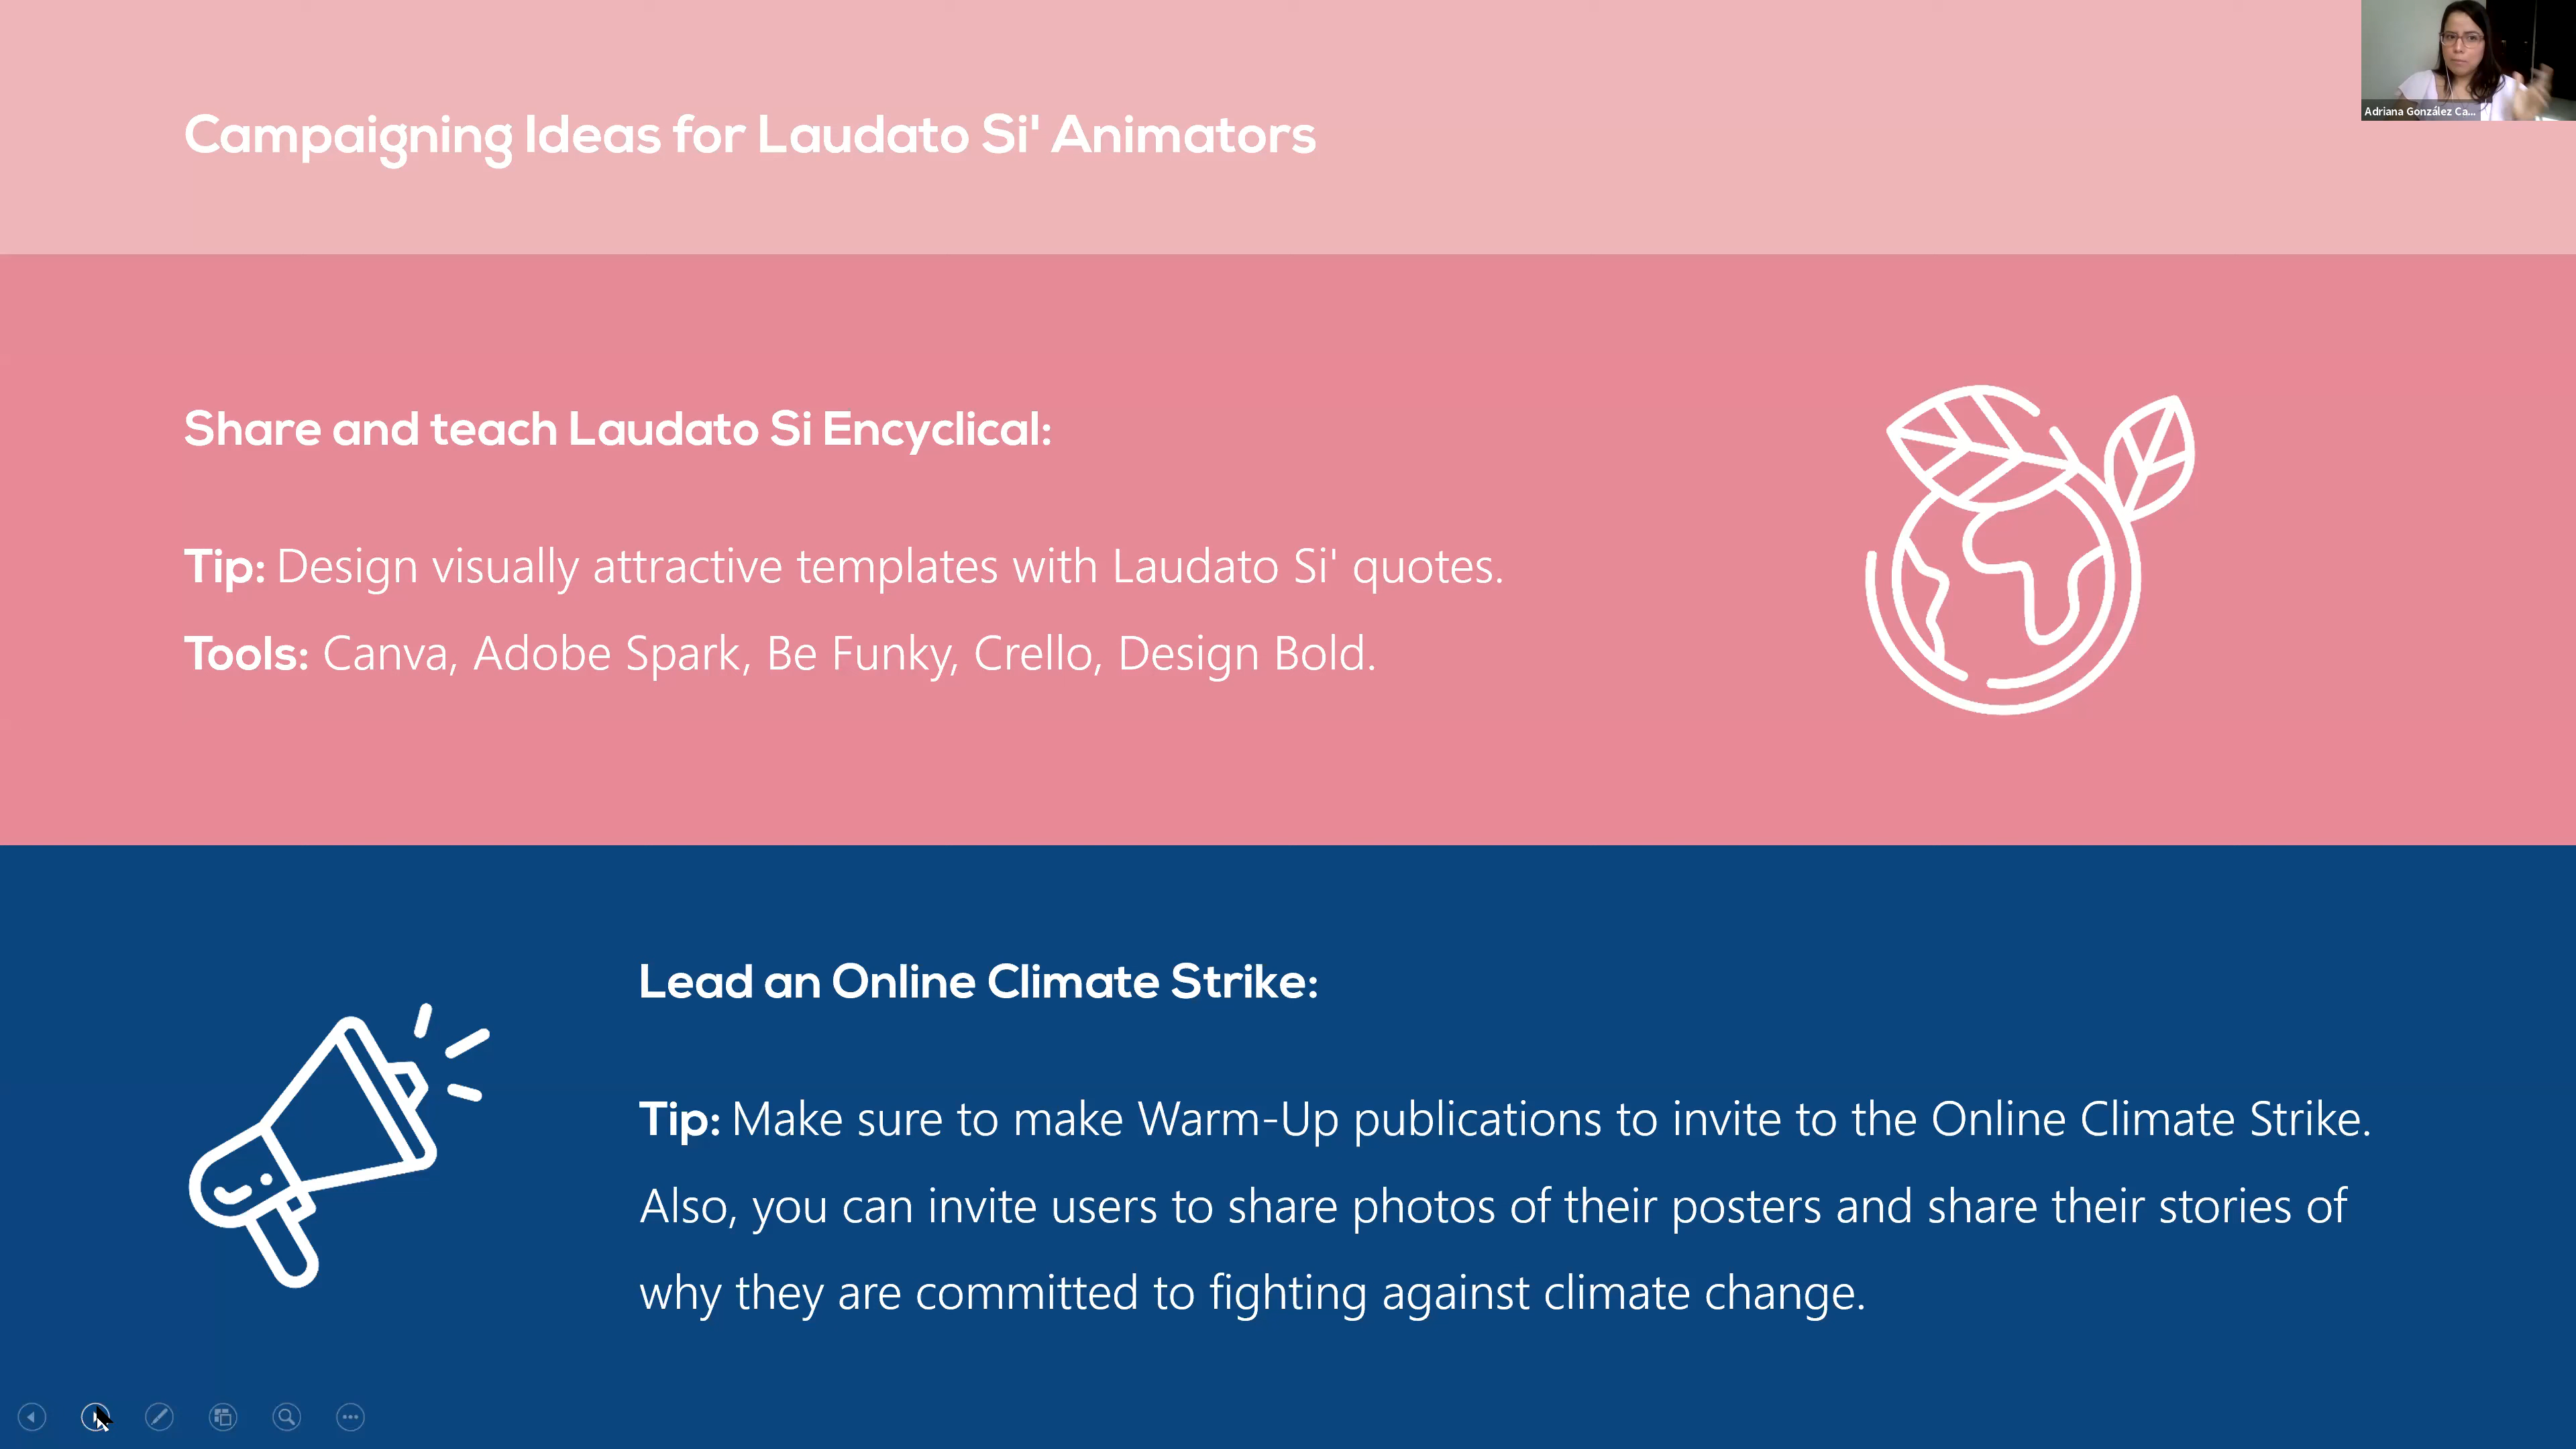 Campaigning Ideas for Laudato Si' Animators
Adriana González Ca...
Share and teach Laudato Si Encyclical:
Tip: Design visually attractive templates with Laudato Si' quotes.
Tools: Canva, Adobe Spark, Be Funky, Crello, Design Bold.
Lead an Online Climate Strike:
Tip: Make sure to make Warm-Up publications to invite to the Online Climate Strike.
Also, you can invite users to share photos of their posters and share their stories of
why they are committed to fighting against climate change.